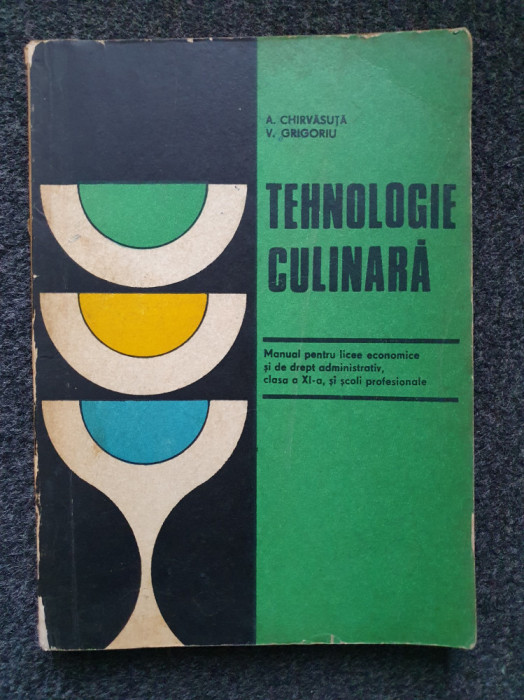 A. CHIRVĂSUȚĂ
V. GRIGORIU
TEHNOLOGIE
CULINARĂ
Manual pentru licee economice
și de drept administrativ,
clasa a XI-a, și școli profesionale